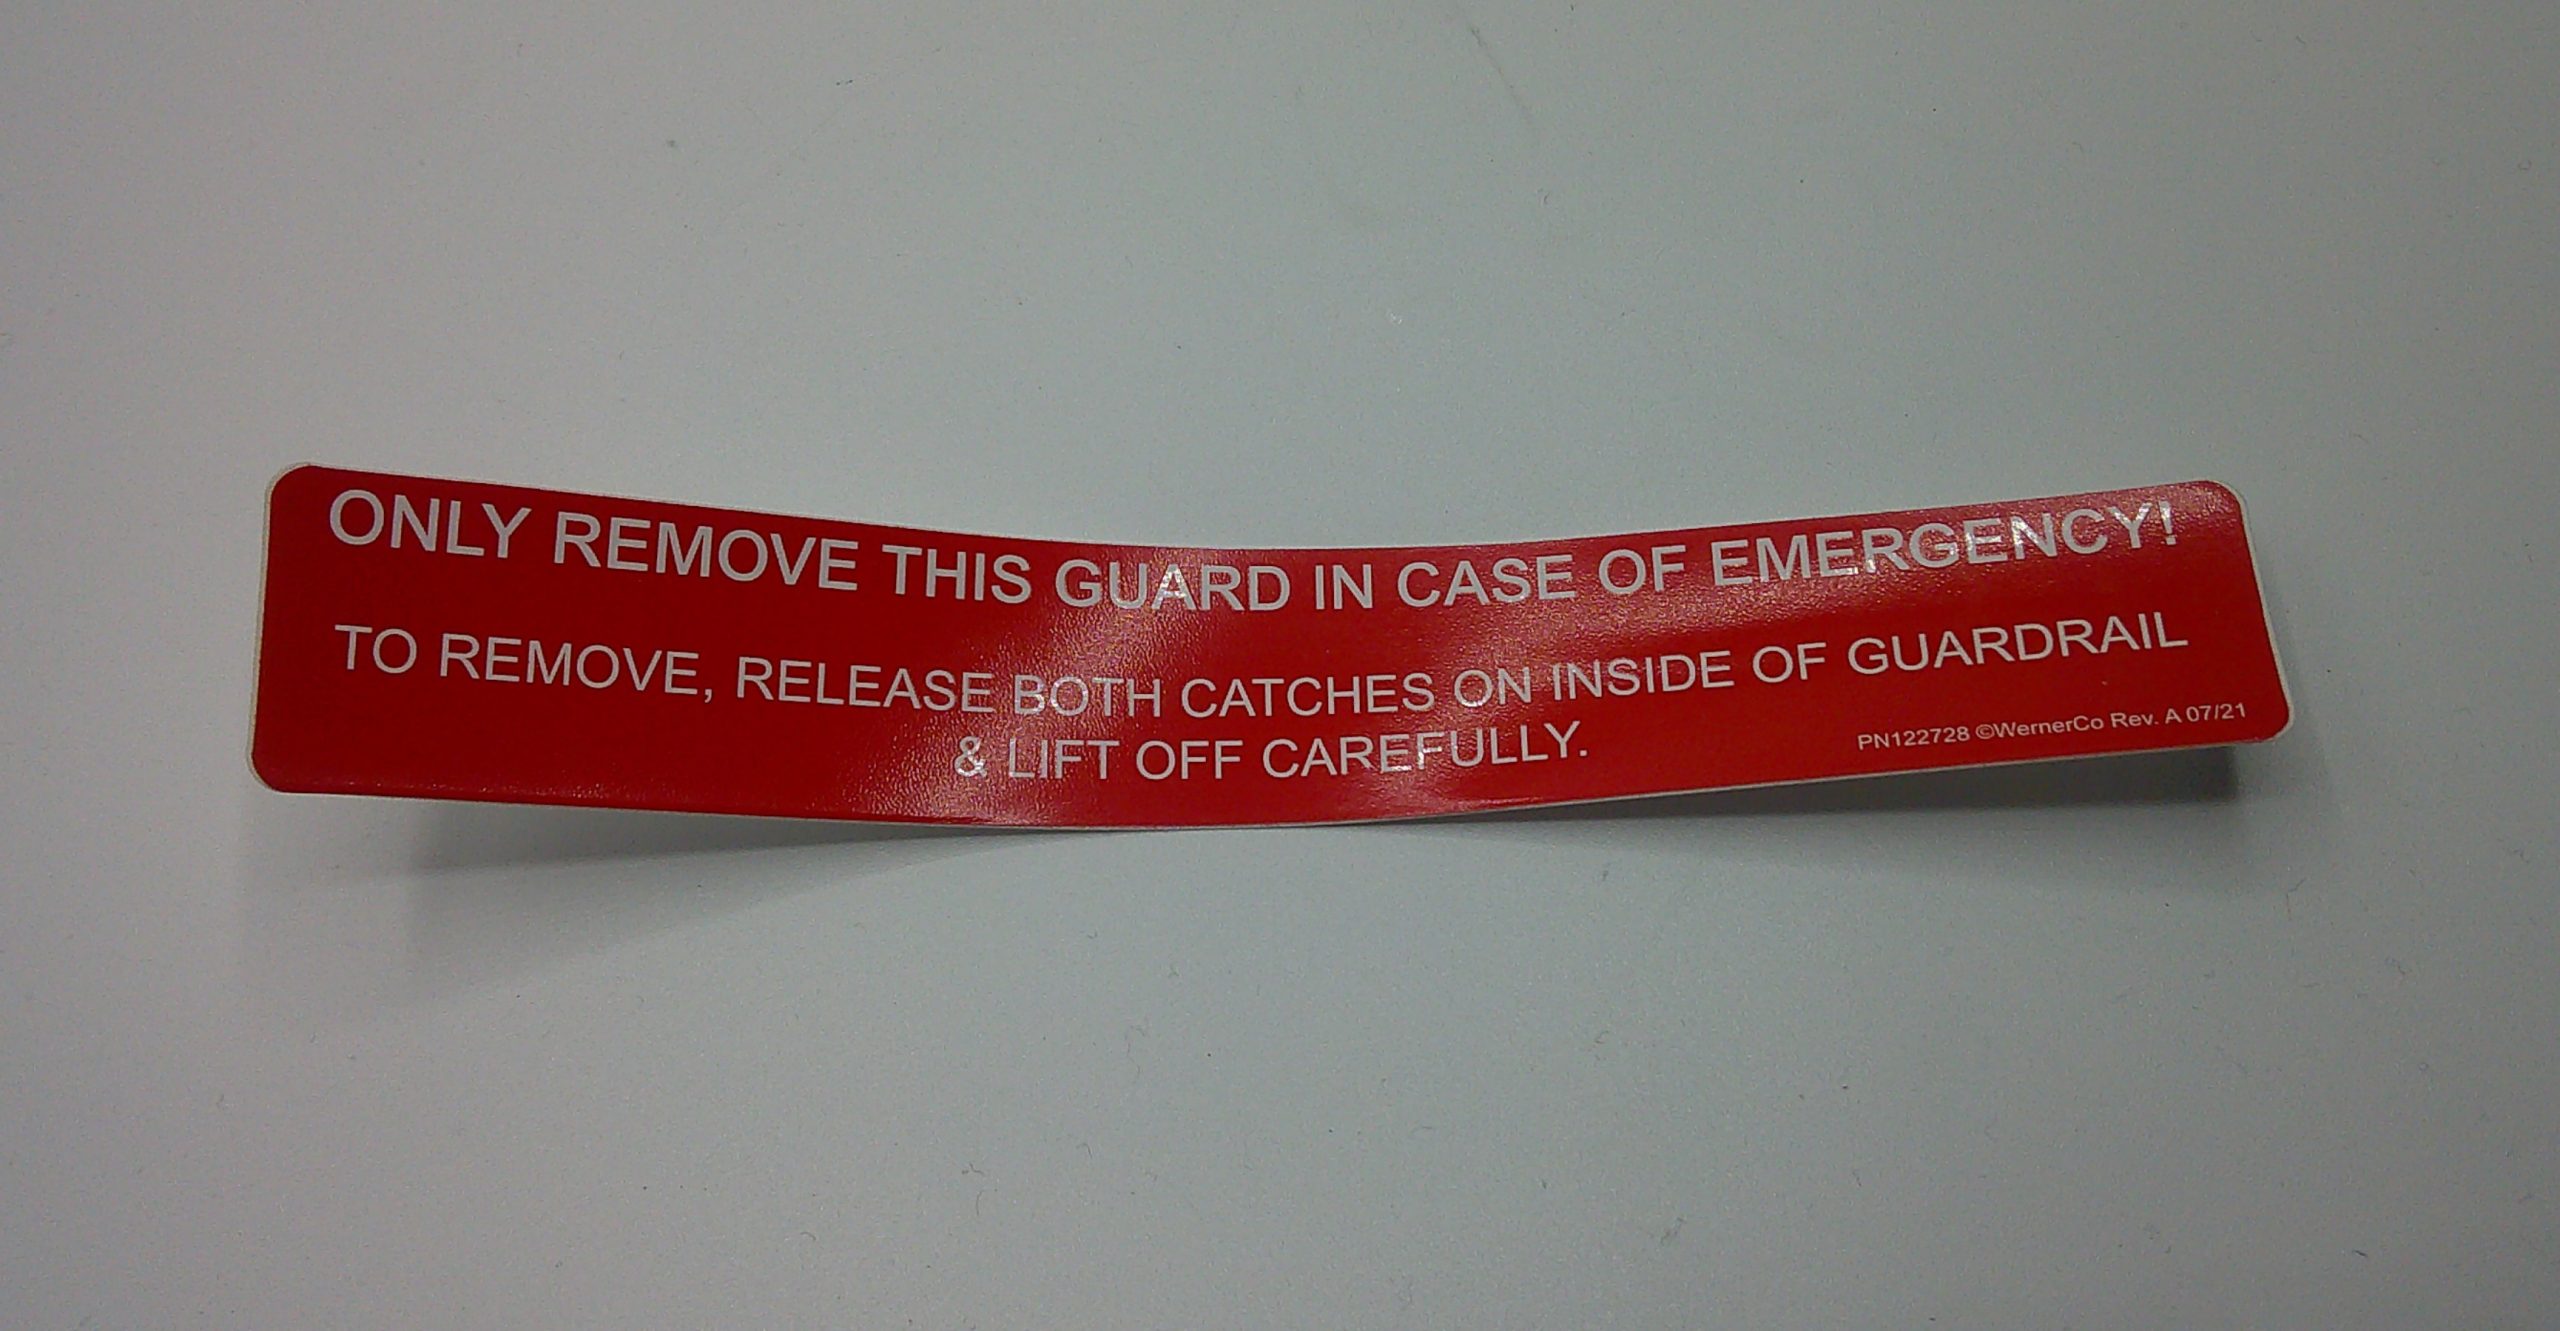 ONLY REMOVE THIS GUARD IN CASE OF EMERGENCY!
TO REMOVE, RELEASE BOTH CATCHES ON INSIDE OF GUARDRAIL
& LIFT OFF CAREFULLY.
PN122728 ©WernerCo Rev. A 07/21